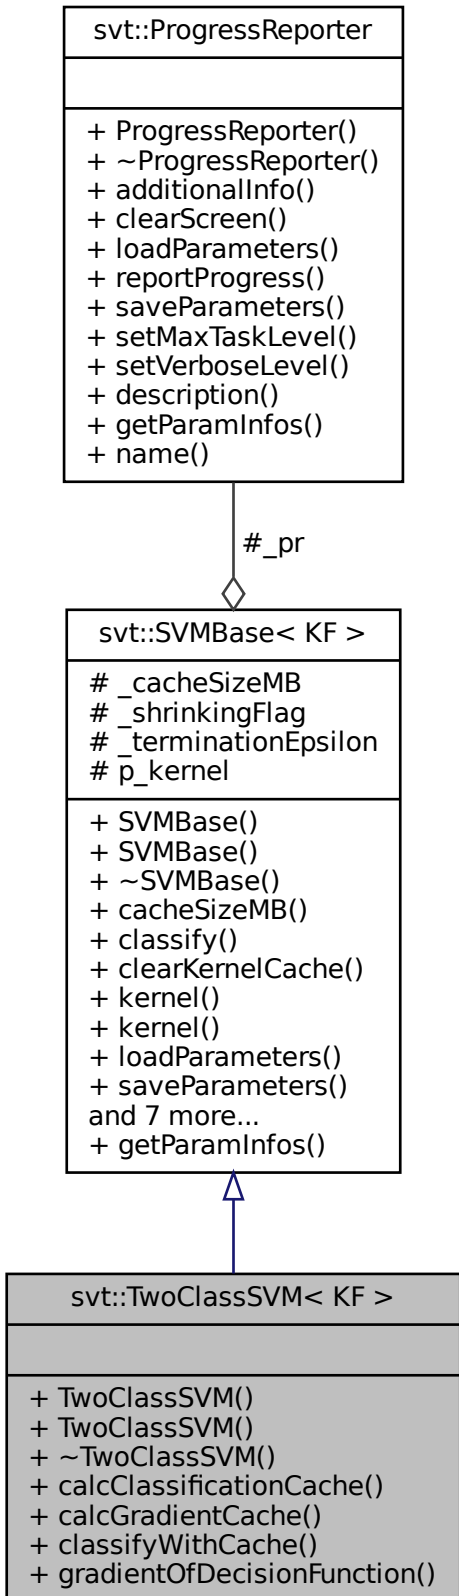 svt::ProgressReporter
+ ProgressReporter()
+ ~ProgressReporter()
+ additionalInfo()
+ clearScreen()
+ loadParameters()
+ reportProgress()
+ saveParameters()
+ setMaxTaskLevel()
+ setVerboseLevel()
+ description()
+ getParamInfos()
+ name()
#_pr
svt::SVMBase< KF >
# _cacheSizeMB
# _shrinkingFlag
# _terminationEpsilon
# p_kernel
+ SVMBase()
+ SVMBase()
+ ~SVMBase()
+ cacheSizeMB()
+ classify()
+ clearKernelCache()
+ kernel()
+ kernel()
+ loadParameters()
+ saveParameters()
and 7 more...
+ getParamInfos()
svt::TwoClassSVM< KF >
+ TwoClassSVM()
+ TwoClassSVM()
+ ~TwoClassSVM()
+ calcClassificationCache()
+ calcGradientCache()
+ classifyWithCache()
+ gradientOfDecisionFunction()